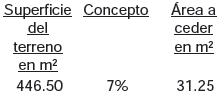 Superficie Concepto Área a
del ceder
terreno en m²
en m²
446.50 7% 31.25